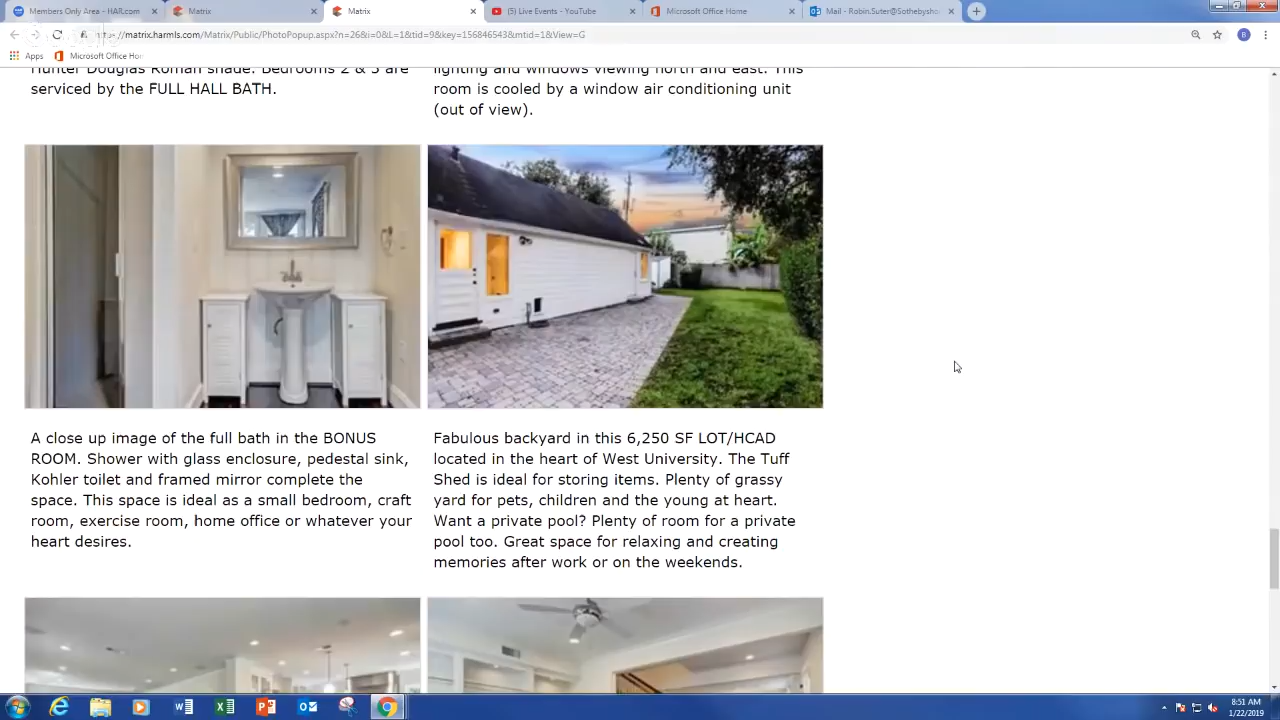 Members Only Area - HAR.com
Matrix
Matrix
(5) Live Events - YouTube
Microsoft Office Home
Mail - Robin.Suter@Sothebysho
https://matrix.harmls.com/Matrix/Public/PhotoPopup.aspx?n=26&i=0&L=1&tid=9&key=156846543&mtid=1&View=G
B
Apps
Microsoft Office Ho
Hunter Douglas Roman shade. Bedrooms 2 & 3 are
serviced by the FULL HALL BATH.
lighting and windows viewing north and east. This
room is cooled by a window air conditioning unit
(out of view).
A close up image of the full bath in the BONUS
ROOM. Shower with glass enclosure, pedestal sink,
Kohler toilet and framed mirror complete the
space. This space is ideal as a small bedroom, craft
room, exercise room, home office or whatever your
heart desires.
Fabulous backyard in this 6,250 SF LOT/HCAD
located in the heart of West University. The Tuff
Shed is ideal for storing items. Plenty of grassy
yard for pets, children and the young at heart.
Want a private pool? Plenty of room for a private
pool too. Great space for relaxing and creating
memories after work or on the weekends.
8:51 AM
1/22/2019